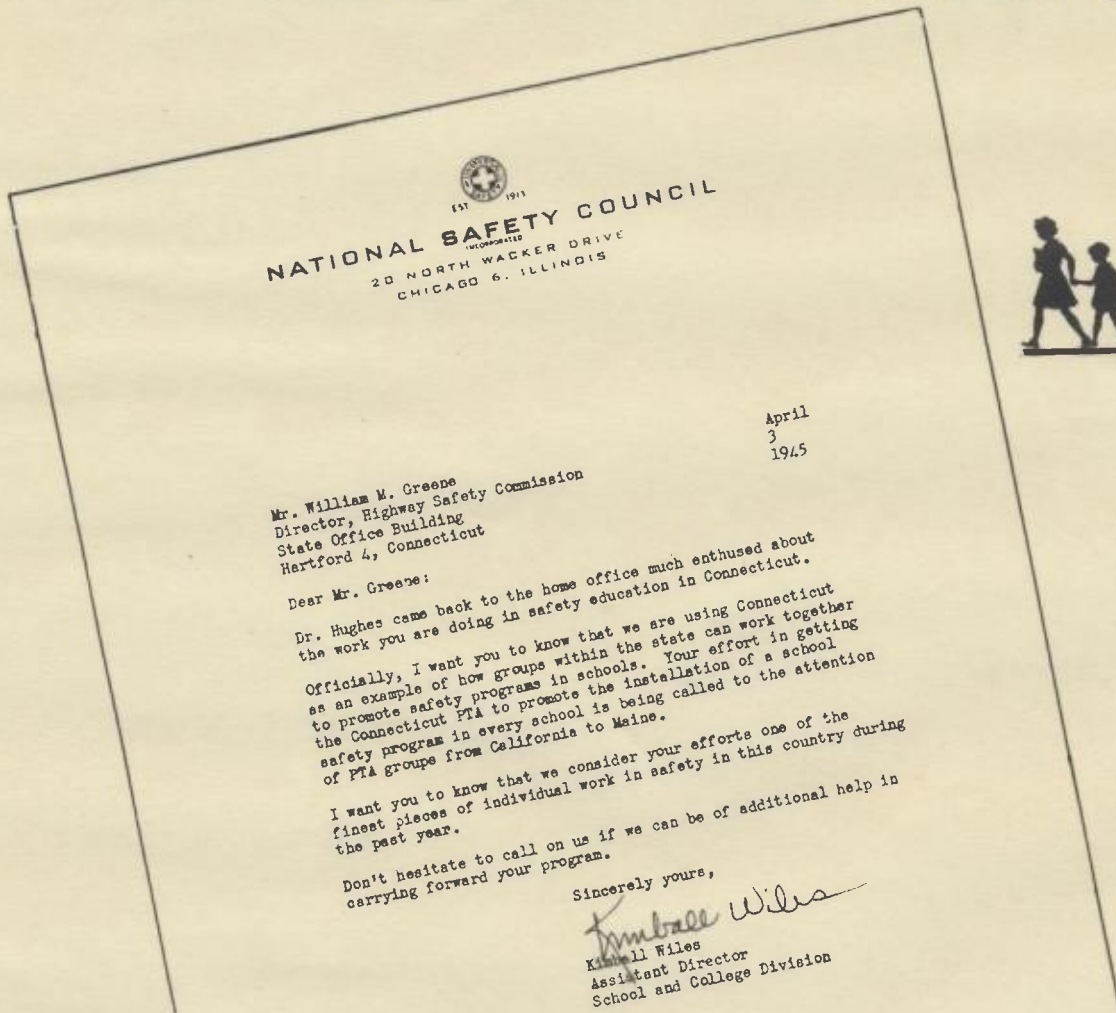 EST 1913
NATIONAL SAFETY COUNCIL
INCORPORATED
20 NORTH WACKER DRIVE
CHICAGO 6, ILLINOIS
April
3
1945
Mr. William M. Greene
Director, Highway Safety Commission
State Office Building
Hartford 4, Connecticut
Dear Mr. Greene:
Dr. Hughes came back to the home office much enthused about
the work you are doing in safety education in Connecticut.
Officially, I want you to know that we are using Connecticut
as an example of how groups within the state can work together
to promote safety programs in schools. Your effort in getting
the Connecticut PTA to promote the installation of a school
safety program in every school is being called to the attention
of PTA groups from California to Maine.
I want you to know that we consider your efforts one of the
finest pieces of individual work in safety in this country during
the past year.
Don't hesitate to call on us if we can be of additional help in
carrying forward your program.
Sincerely yours,
Kimball Wiles
Kimball Wiles
Assistant Director
School and College Division